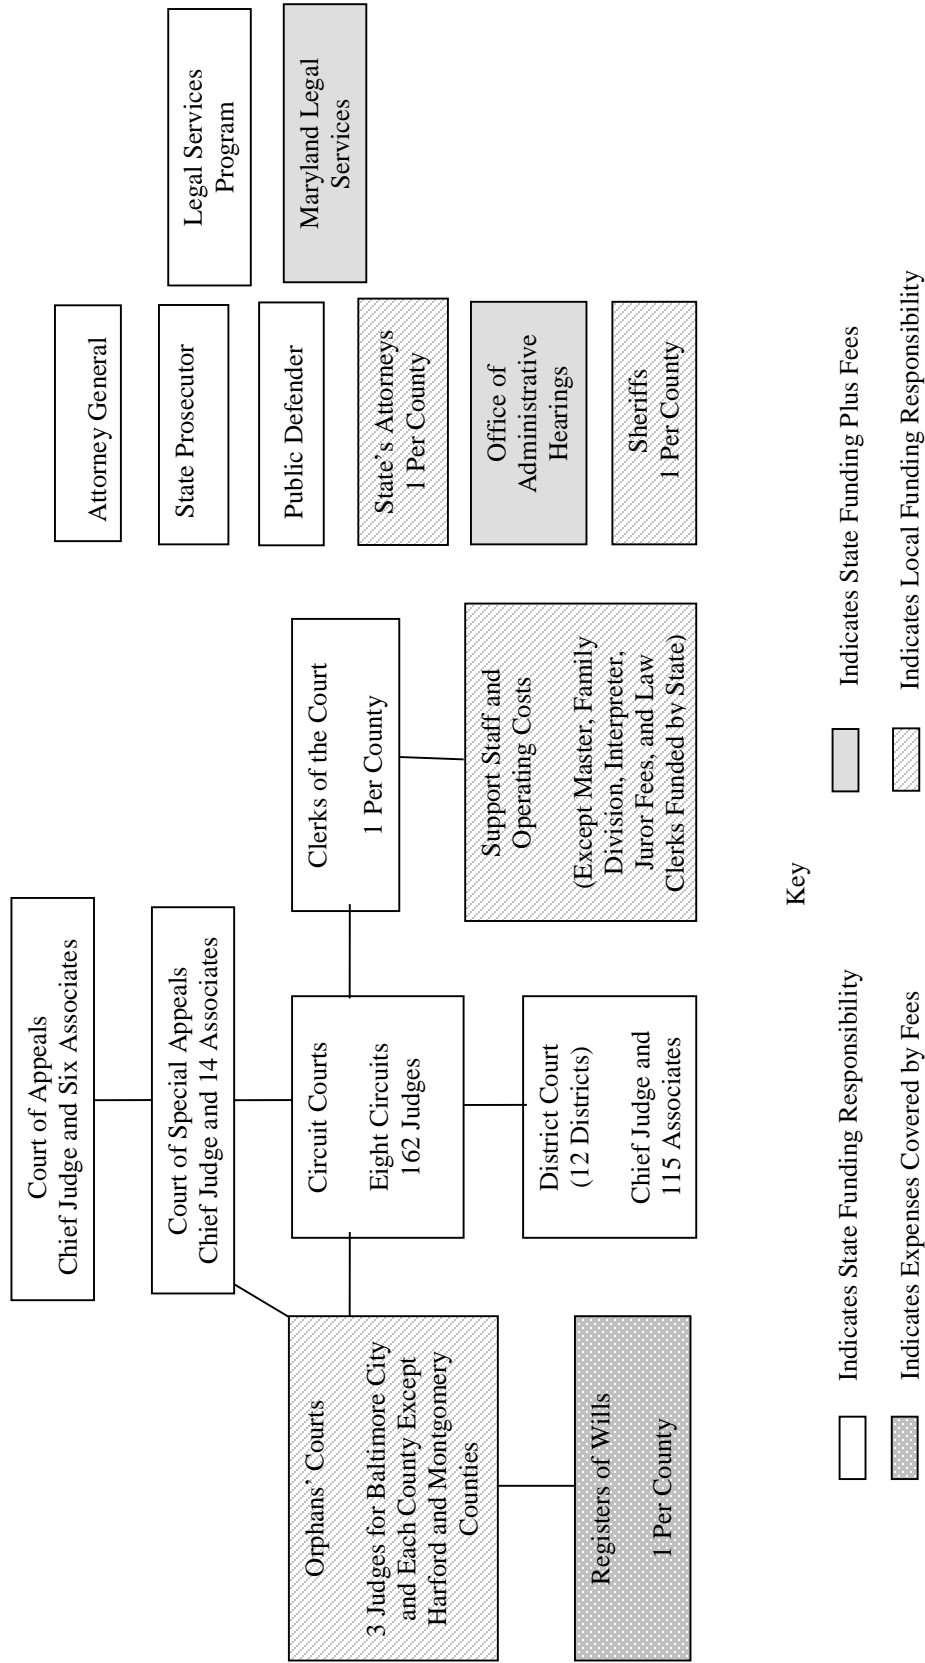 Court of Appeals
Chief Judge and Six Associates
Court of Special Appeals
Chief Judge and 14 Associates
Orphans' Courts
3 Judges for Baltimore City
and Each County Except
Harford and Montgomery
Counties
Circuit Courts
Eight Circuits
162 Judges
Clerks of the Court
1 Per County
Registers of Wills
1 Per County
District Court
(12 Districts)
Chief Judge and
115 Associates
Support Staff and
Operating Costs
(Except Master, Family
Division, Interpreter,
Juror Fees, and Law
Clerks Funded by State)
Attorney General
State Prosecutor
Public Defender
State's Attorneys
1 Per County
Office of
Administrative
Hearings
Sheriffs
1 Per County
Legal Services
Program
Maryland Legal
Services
Key
Indicates State Funding Responsibility
Indicates Expenses Covered by Fees
Indicates State Funding Plus Fees
Indicates Local Funding Responsibility